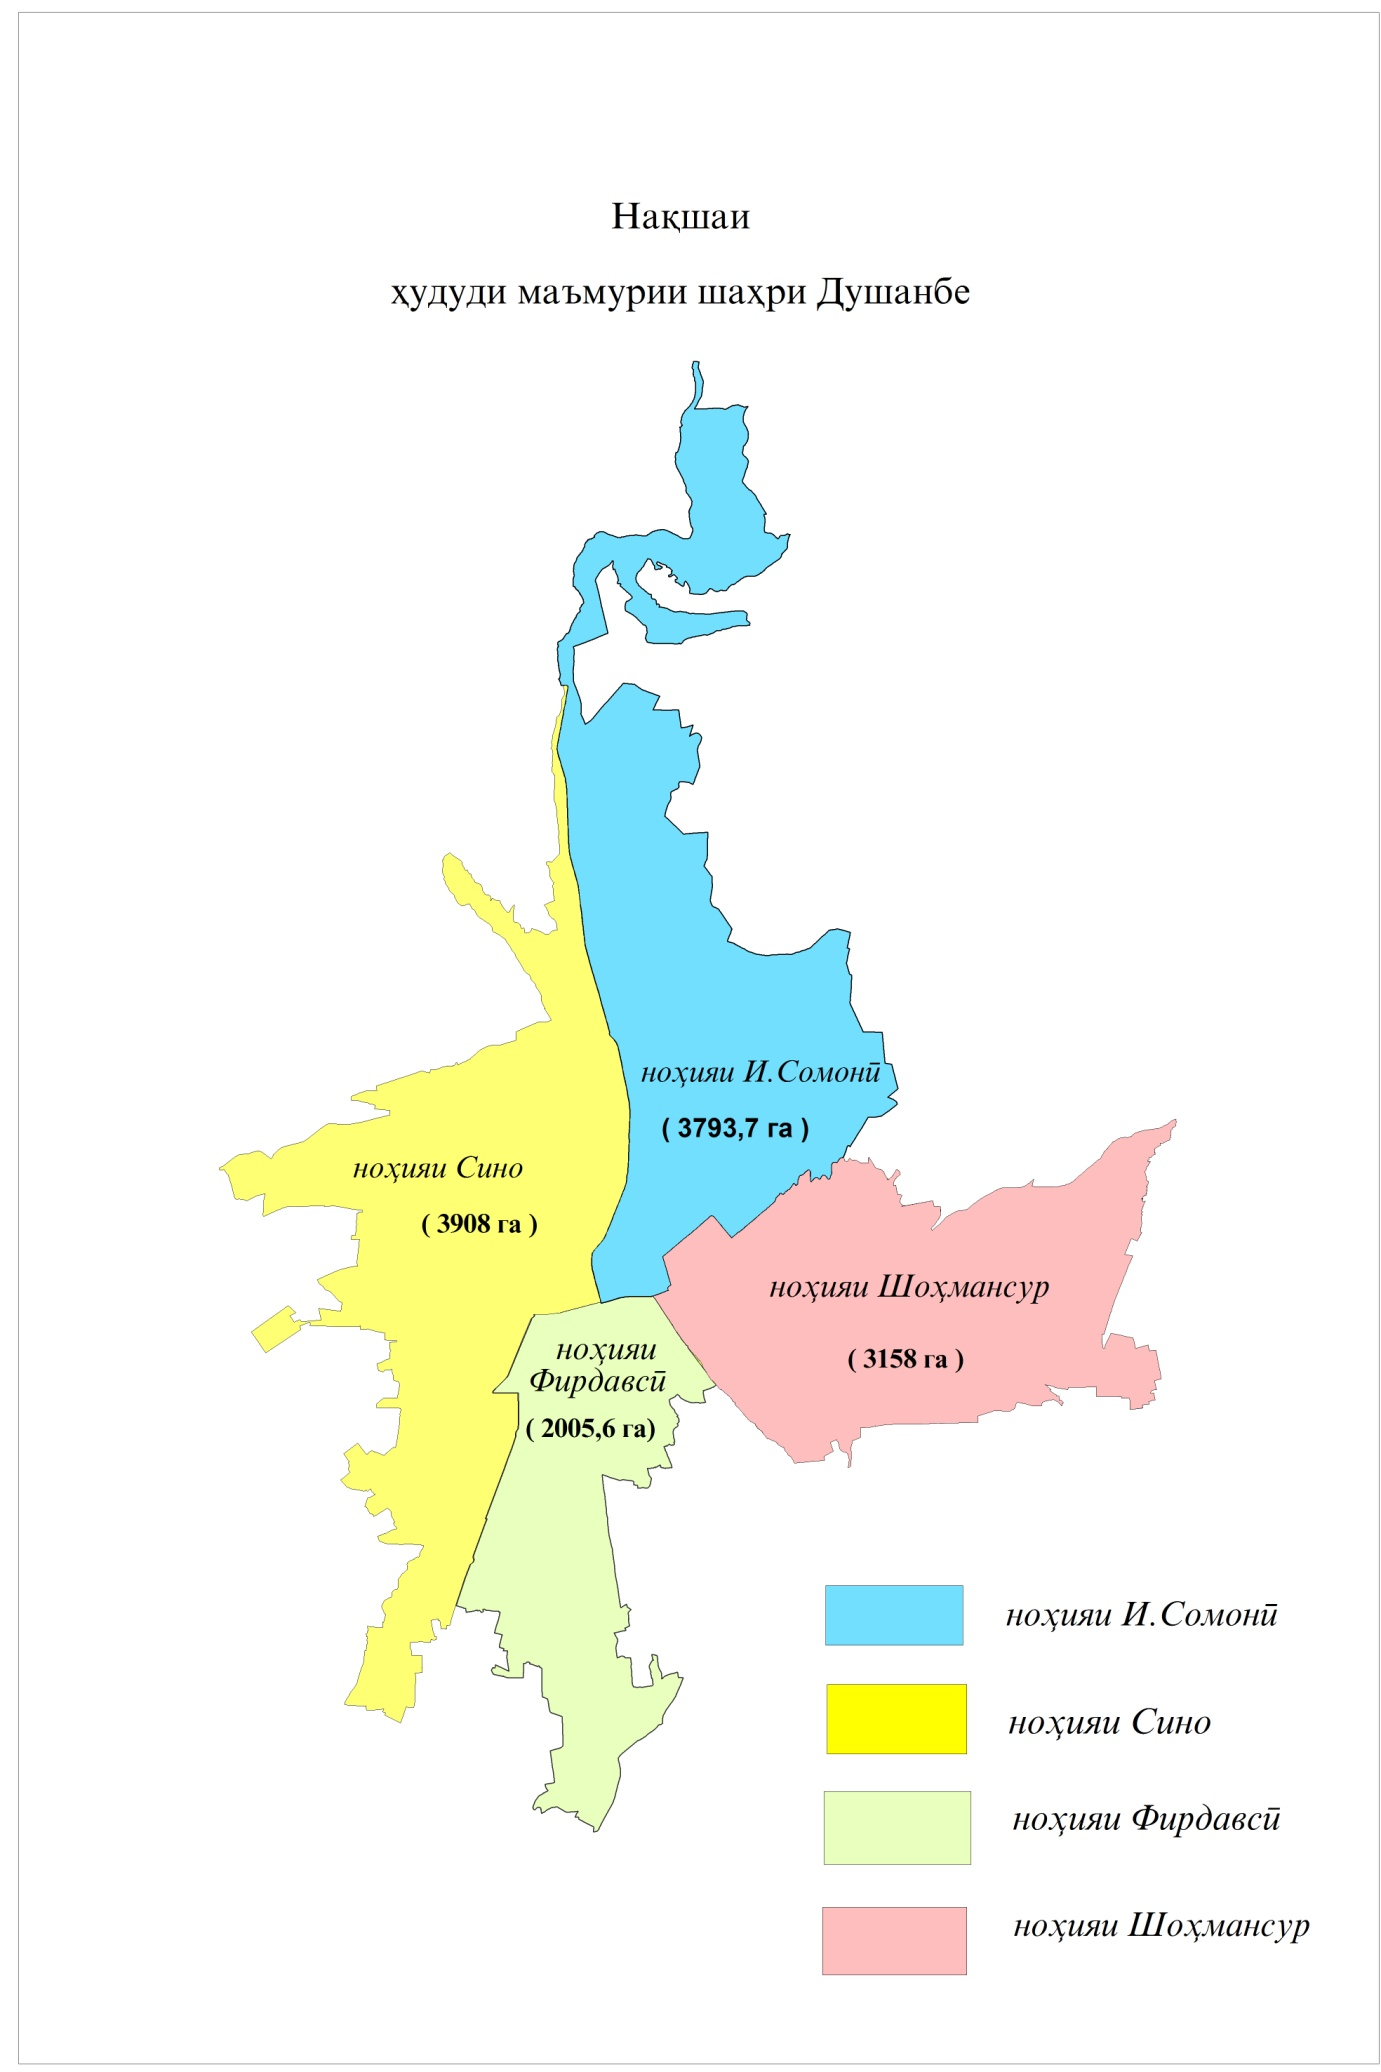 Нақшаи
ҳудуди маъмурии шаҳри Душанбе
ноҳияи И.Сомонӣ
( 3793,7 га )
ноҳияи Сино
( 3908 га )
ноҳияи Шоҳмансур
( 3158 га )
ноҳияи
Фирдавсӣ
( 2005,6 га)
ноҳияи И.Сомонӣ
ноҳияи Сино
ноҳияи Фирдавсӣ
ноҳияи Шоҳмансур